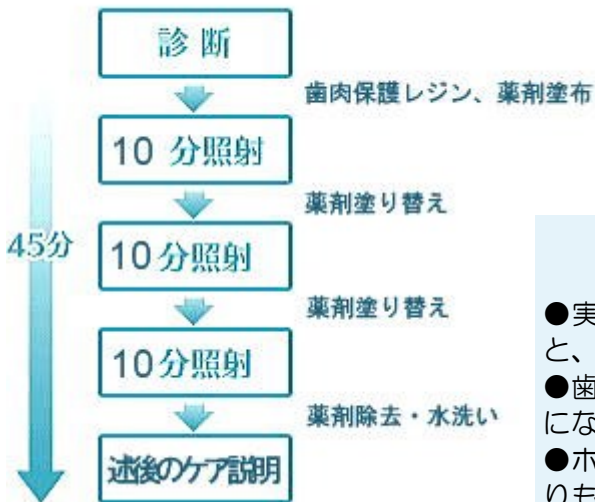 診 断
歯肉保護レジン、薬剤塗布
10 分照射
薬剤塗り替え
45分
10分照射
薬剤塗り替え
10分照射
薬剤除去・水洗い
述後のケア説明
●実
と、
●歯
にな
●ホ
りも